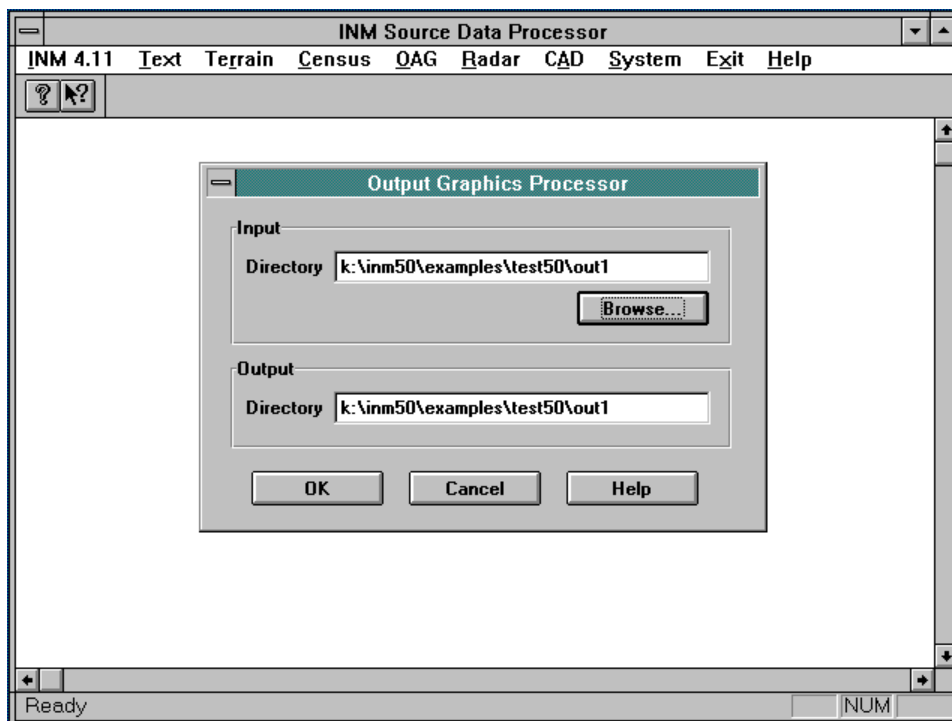 INM Source Data Processor
INM 4.11 Text Terrain Census OAG Radar CAD System Exit Help
? ?
Output Graphics Processor
Input
Directory k:\inm50\examples\test50\out1
Browse...
Output
Directory k:\inm50\examples\test50\out1
OK Cancel Help
Ready NUM